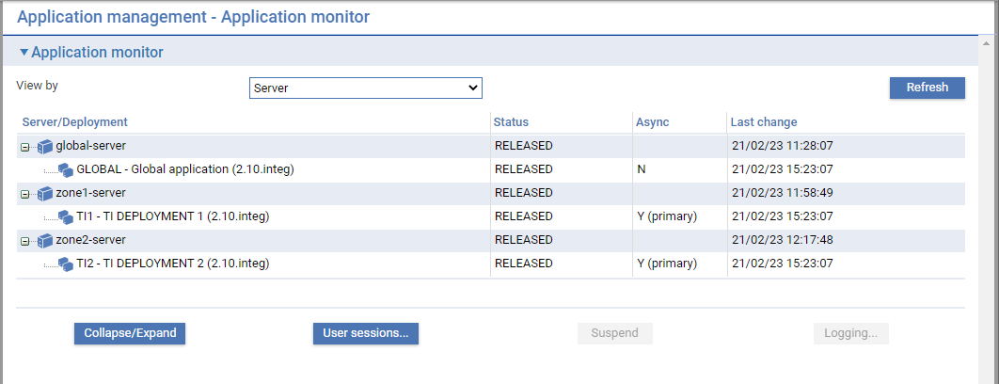 Application management - Application monitor
Application monitor
View by Server Refresh
Server/Deployment Status Async Last change
global-server RELEASED 21/02/23 11:28:07
GLOBAL - Global application (2.10.integ) RELEASED N 21/02/23 15:23:07
zone1-server RELEASED 21/02/23 11:58:49
TI1 - TI DEPLOYMENT 1 (2.10.integ) RELEASED Y (primary) 21/02/23 15:23:07
zone2-server RELEASED 21/02/23 12:17:48
TI2 - TI DEPLOYMENT 2 (2.10.integ) RELEASED Y (primary) 21/02/23 15:23:07
Collapse/Expand User sessions... Suspend Logging...